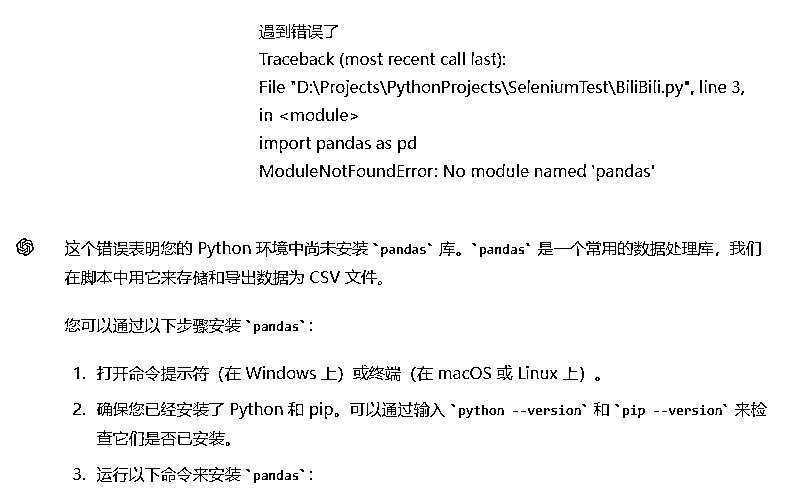 遇到错误了
Traceback (most recent call last):
File "D:\Projects\PythonProjects\SeleniumTest\BiliBili.py", line 3,
in <module>
import pandas as pd
ModuleNotFoundError: No module named 'pandas'
这个错误表明您的 Python 环境中尚未安装 `pandas` 库。`pandas` 是一个常用的数据处理库，我们
在脚本中用它来存储和导出数据为 CSV 文件。
您可以通过以下步骤安装 `pandas`：
1. 打开命令提示符（在 Windows 上）或终端（在 macOS 或 Linux 上）。
2. 确保您已经安装了 Python 和 pip。可以通过输入 `python --version` 和 `pip --version` 来检
查它们是否已安装。
3. 运行以下命令来安装 `pandas`：